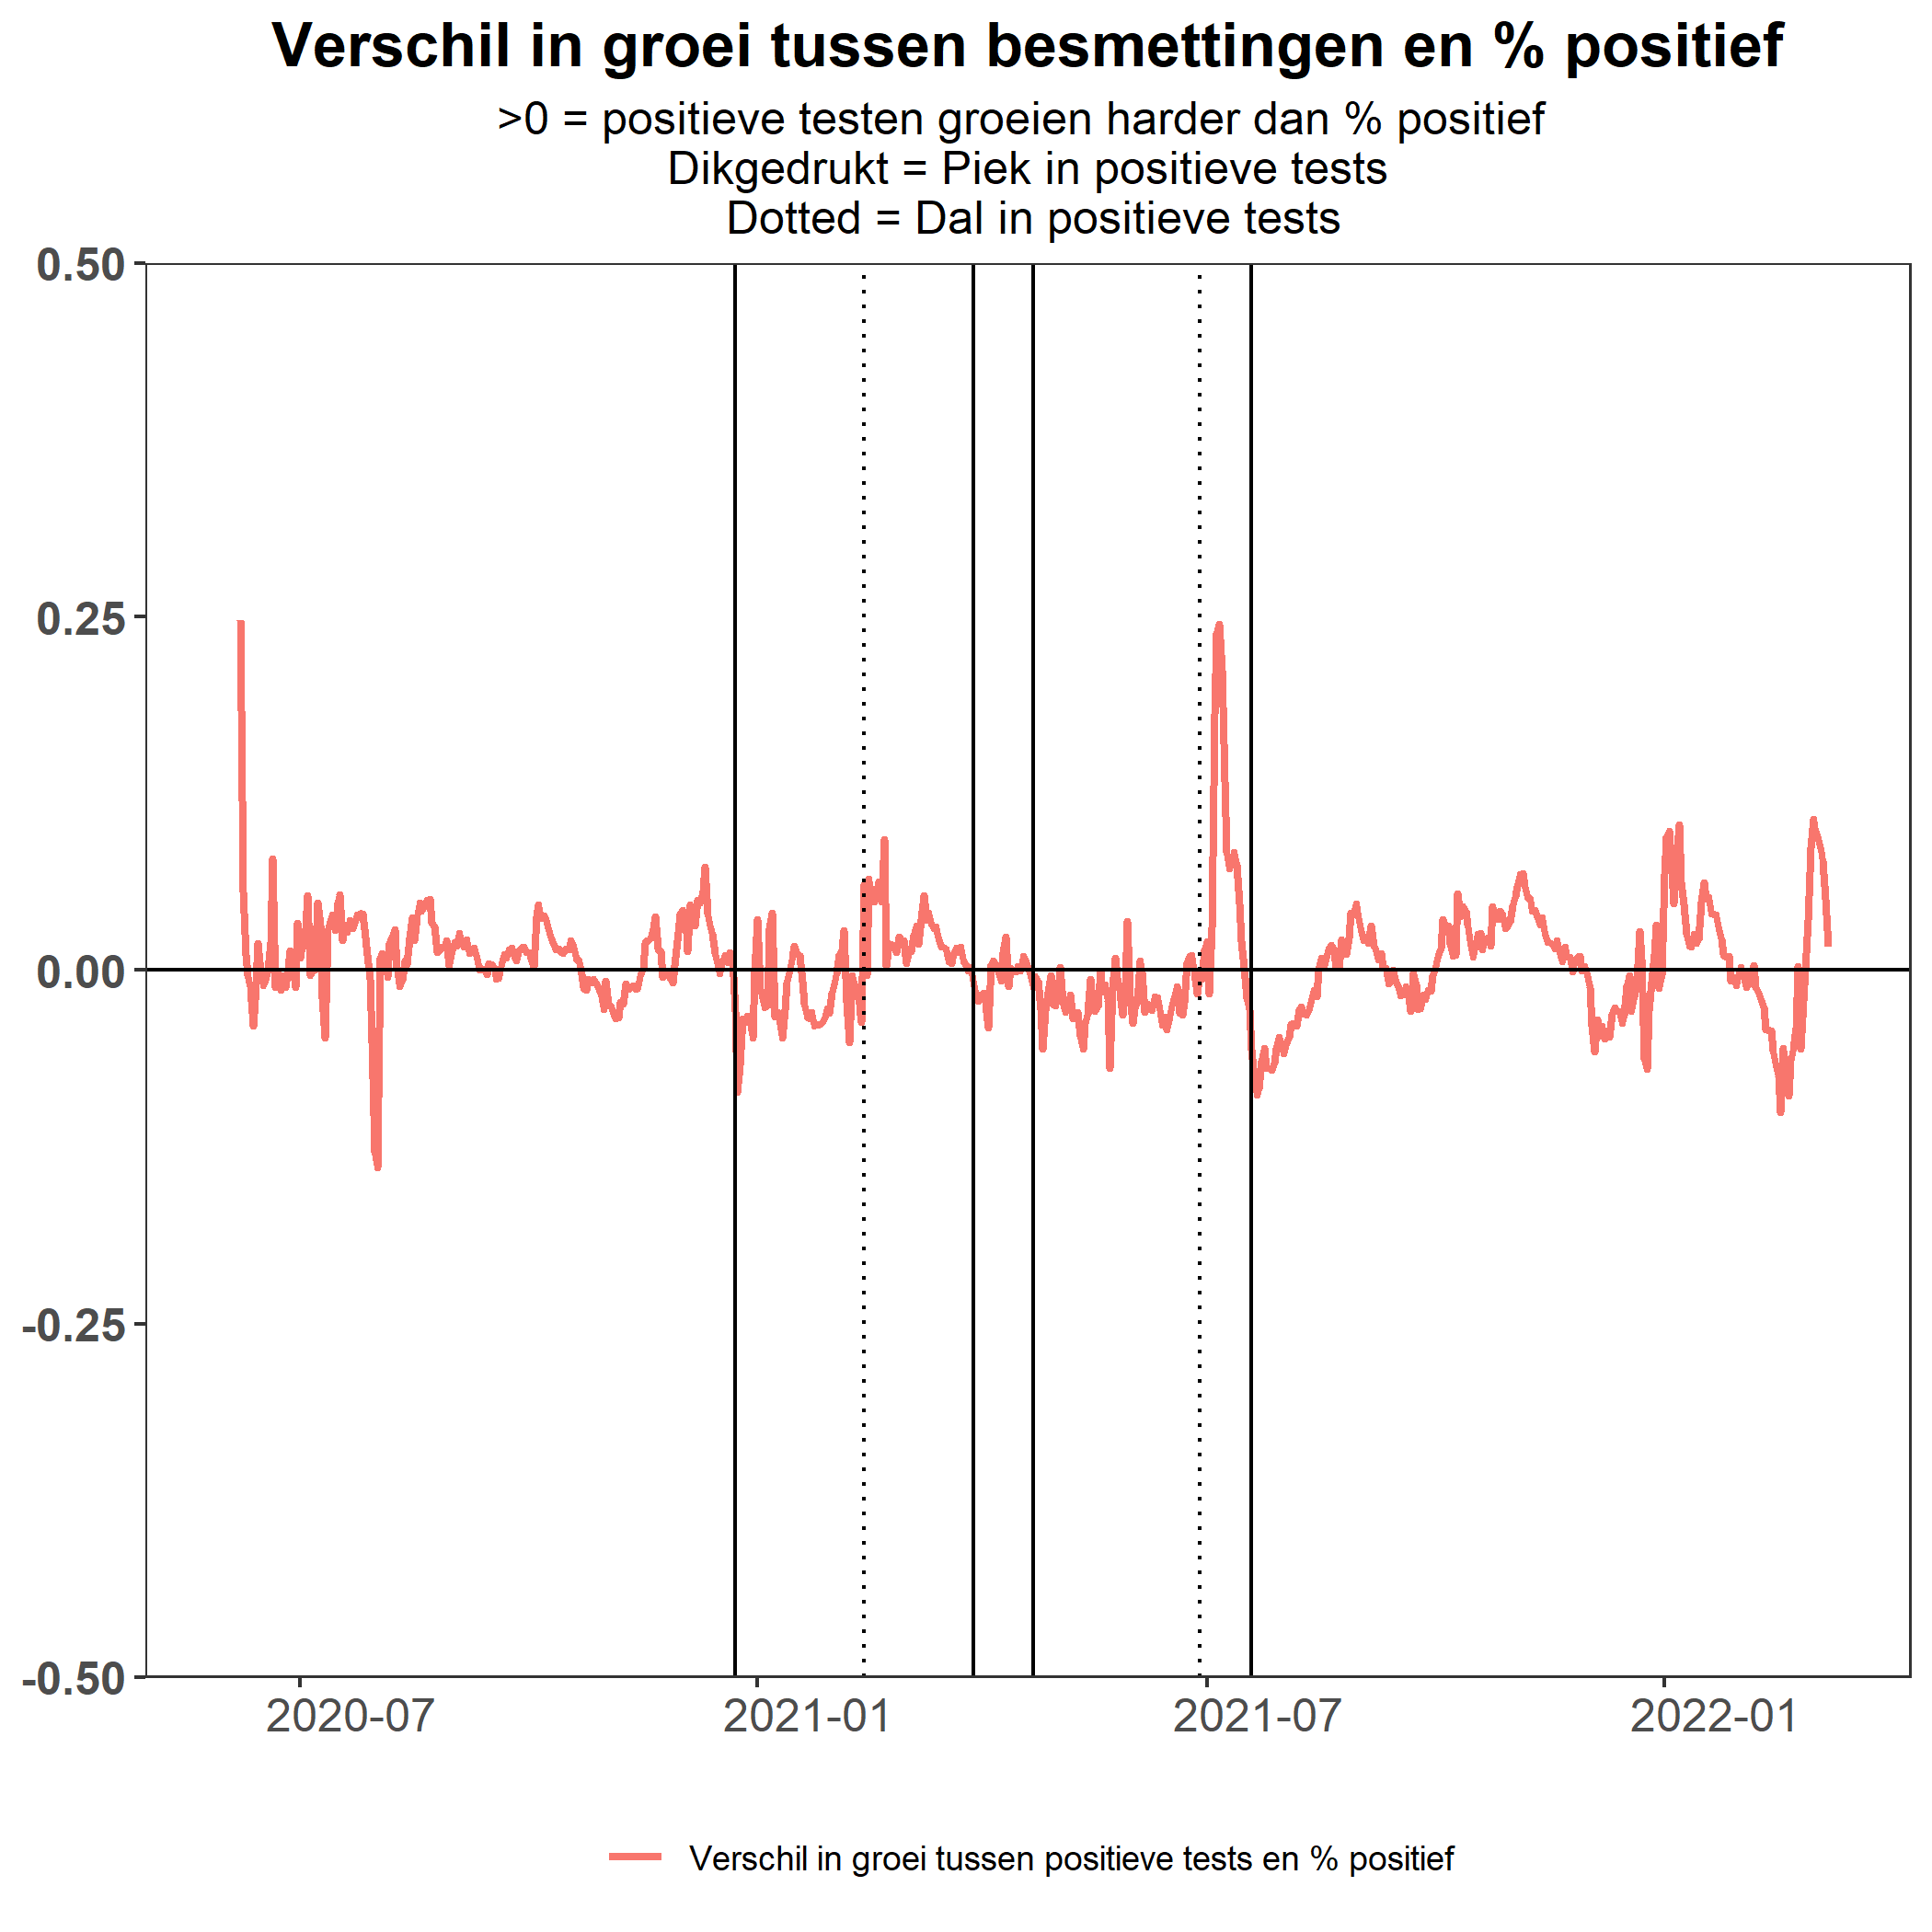 Verschil in groei tussen besmettingen en % positief
>0 = positieve testen groeien harder dan % positief
Dikgedrukt = Piek in positieve tests
Dotted = Dal in positieve tests
0.50
0.25
0.00
-0.25
-0.50
2020-07
2021-01
2021-07
2022-01
Verschil in groei tussen positieve tests en % positief